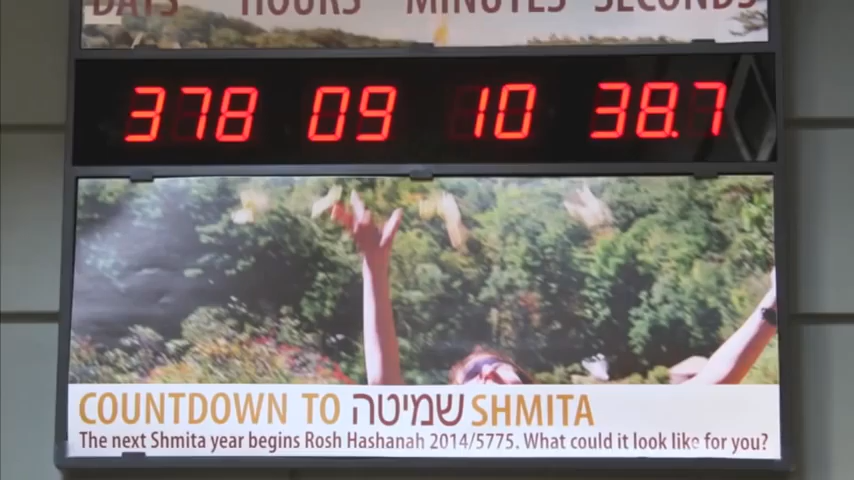 DAYS HOURS MINUTES SECONDS
378 09 10 38.7
COUNTDOWN TO שמיטה SHMITA
The next Shmita year begins Rosh Hashanah 2014/5775. What could it look like for you?